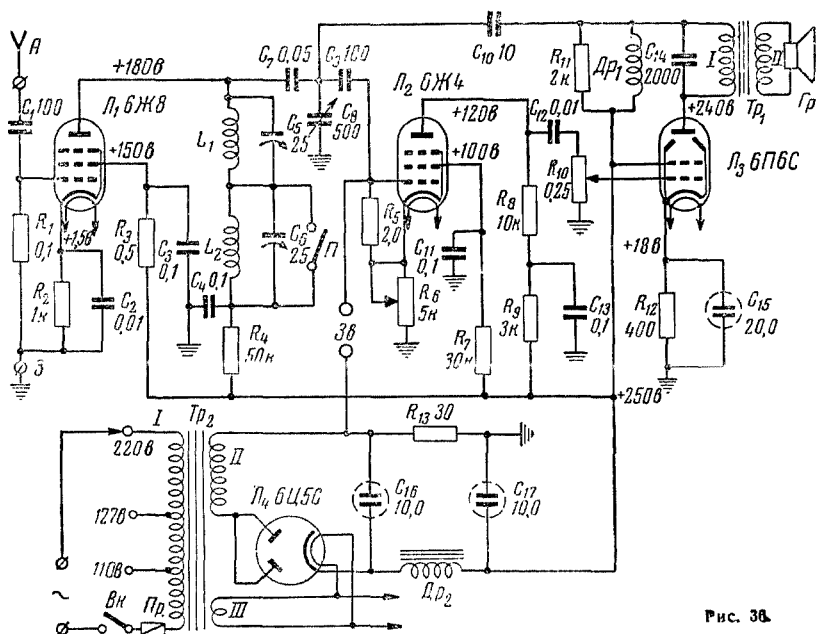 А
C₁ 100
Л₁ 6Ж8
+180в
+150в
+1,5в
R₁
0,1
R₂
1к
C₂
0,01
З
R₃
0,5
C₃
0,1
C₄ 0,1
L₁
L₂
C₅
25
C₆
25
П
R₄
50к
C₇ 0,05
C₃ 100
C₈
500
Л₂ 6Ж4
+120в
+100в
R₅
2,0
R₆
5к
Зв
C₁₁
0,1
R₇
30к
R₈
10к
R₉
3к
C₁₂ 0,01
R₁₀
0,25
C₁₃
0,1
C₁₀ 10
R₁₁
2к
Др₁
C₁₄
2000
I
II
Тр₁
Гр
+240в
Л₃ 6П6С
+18в
R₁₂
400
C₁₅
20,0
+250в
I
Тр₂
220в
127в
110в
~
Вк
Пр.
II
III
Л₄ 6Ц5С
R₁₃ 30
C₁₆
10,0
C₁₇
10,0
Др₂
Рис. 36.